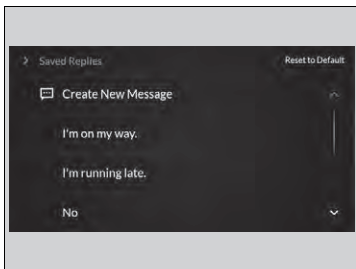 Saved Replies
Reset to Default
Create New Message
I'm on my way.
I'm running late.
No